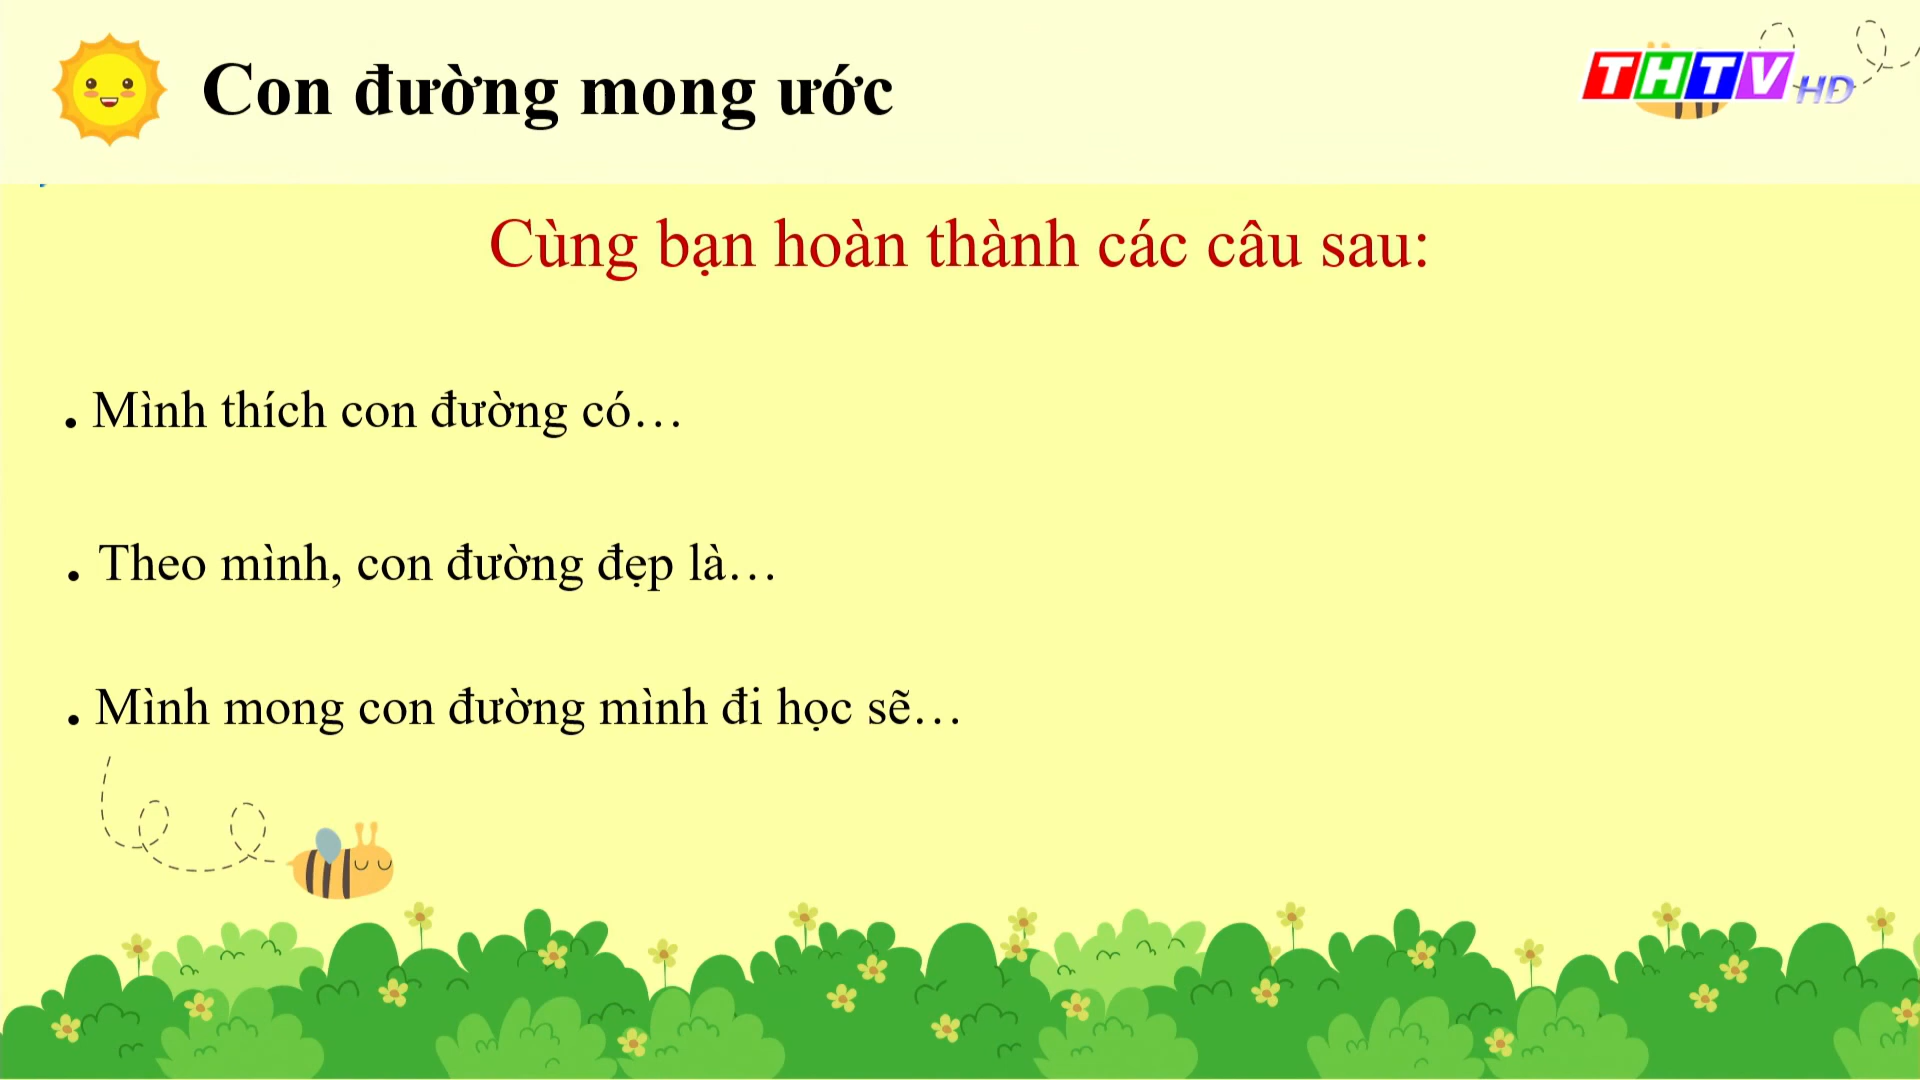 Con đường mong ước
THTV HD
Cùng bạn hoàn thành các câu sau:
. Mình thích con đường có…
. Theo mình, con đường đẹp là…
. Mình mong con đường mình đi học sẽ…